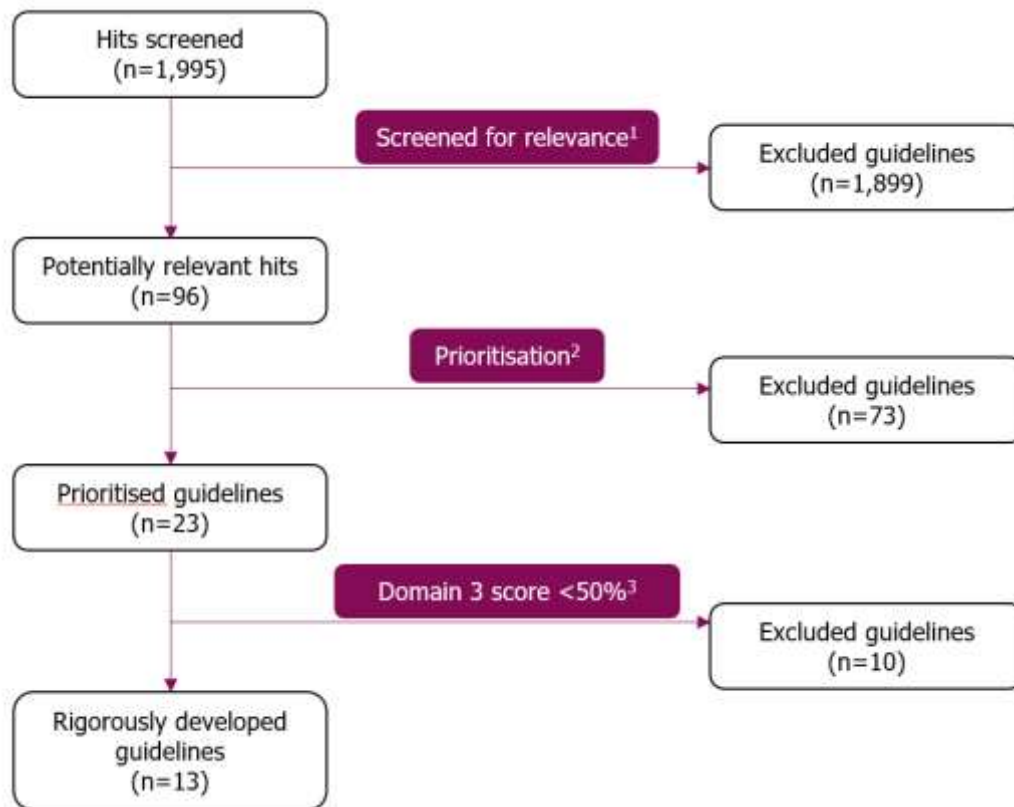 Hits screened
(n=1,995)
Screened for relevance¹
Excluded guidelines
(n=1,899)
Potentially relevant hits
(n=96)
Prioritisation²
Excluded guidelines
(n=73)
Prioritised guidelines
(n=23)
Domain 3 score <50%³
Excluded guidelines
(n=10)
Rigorously developed
guidelines
(n=13)